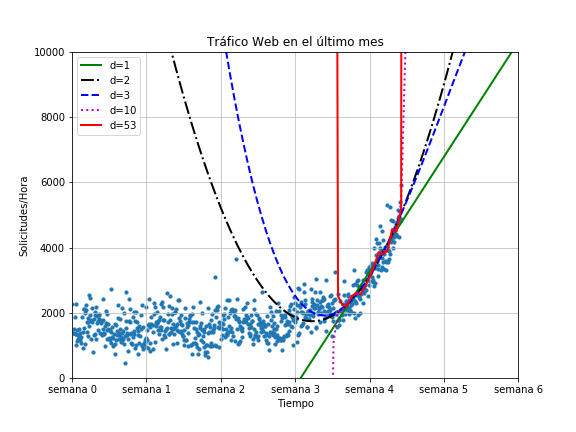 Tráfico Web en el último mes
10000
8000
6000
4000
2000
0
Solicitudes/Hora
d=1
d=2
d=3
d=10
d=53
semana 0 semana 1 semana 2 semana 3 semana 4 semana 5 semana 6
Tiempo